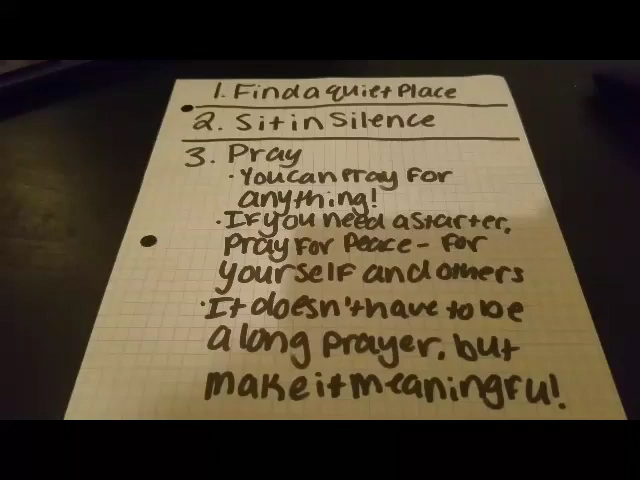 1. Find a quiet Place
2. Sit in Silence
3. Pray
• You can Pray for
anything!
• If you need a starter,
Pray for Peace - for
yourself and others
• It doesn't have to be
a long prayer, but
make it meaningful!